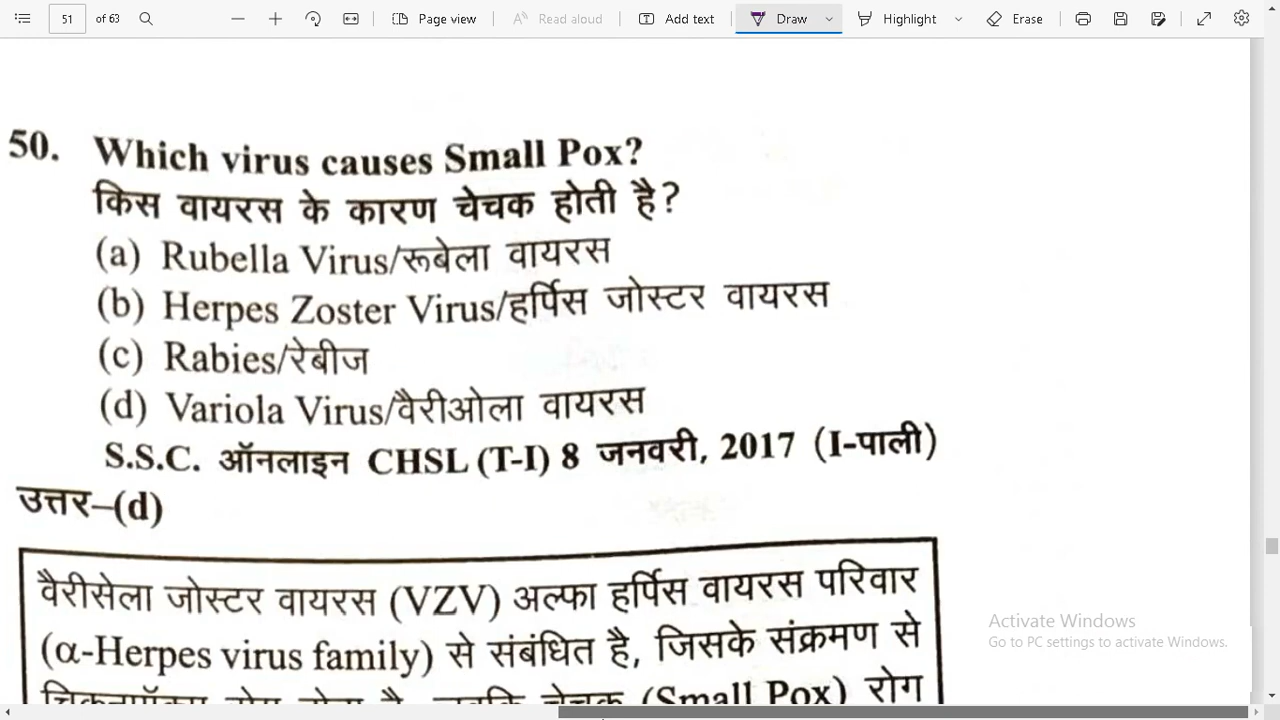 51 of 63 Page view Read aloud Add text Draw Highlight Erase
50. Which virus causes Small Pox?
किस वायरस के कारण चेचक होती है?
(a) Rubella Virus/रूबेला वायरस
(b) Herpes Zoster Virus/हर्पिस जोस्टर वायरस
(c) Rabies/रेबीज
(d) Variola Virus/वैरीओला वायरस
S.S.C. ऑनलाइन CHSL (T-I) 8 जनवरी, 2017 (I-पाली)
उत्तर–(d)
वैरीसेला जोस्टर वायरस (VZV) अल्फा हर्पिस वायरस परिवार
(α-Herpes virus family) से संबंधित है, जिसके संक्रमण से
(Small Pox) रोग
Activate Windows
Go to PC settings to activate Windows.